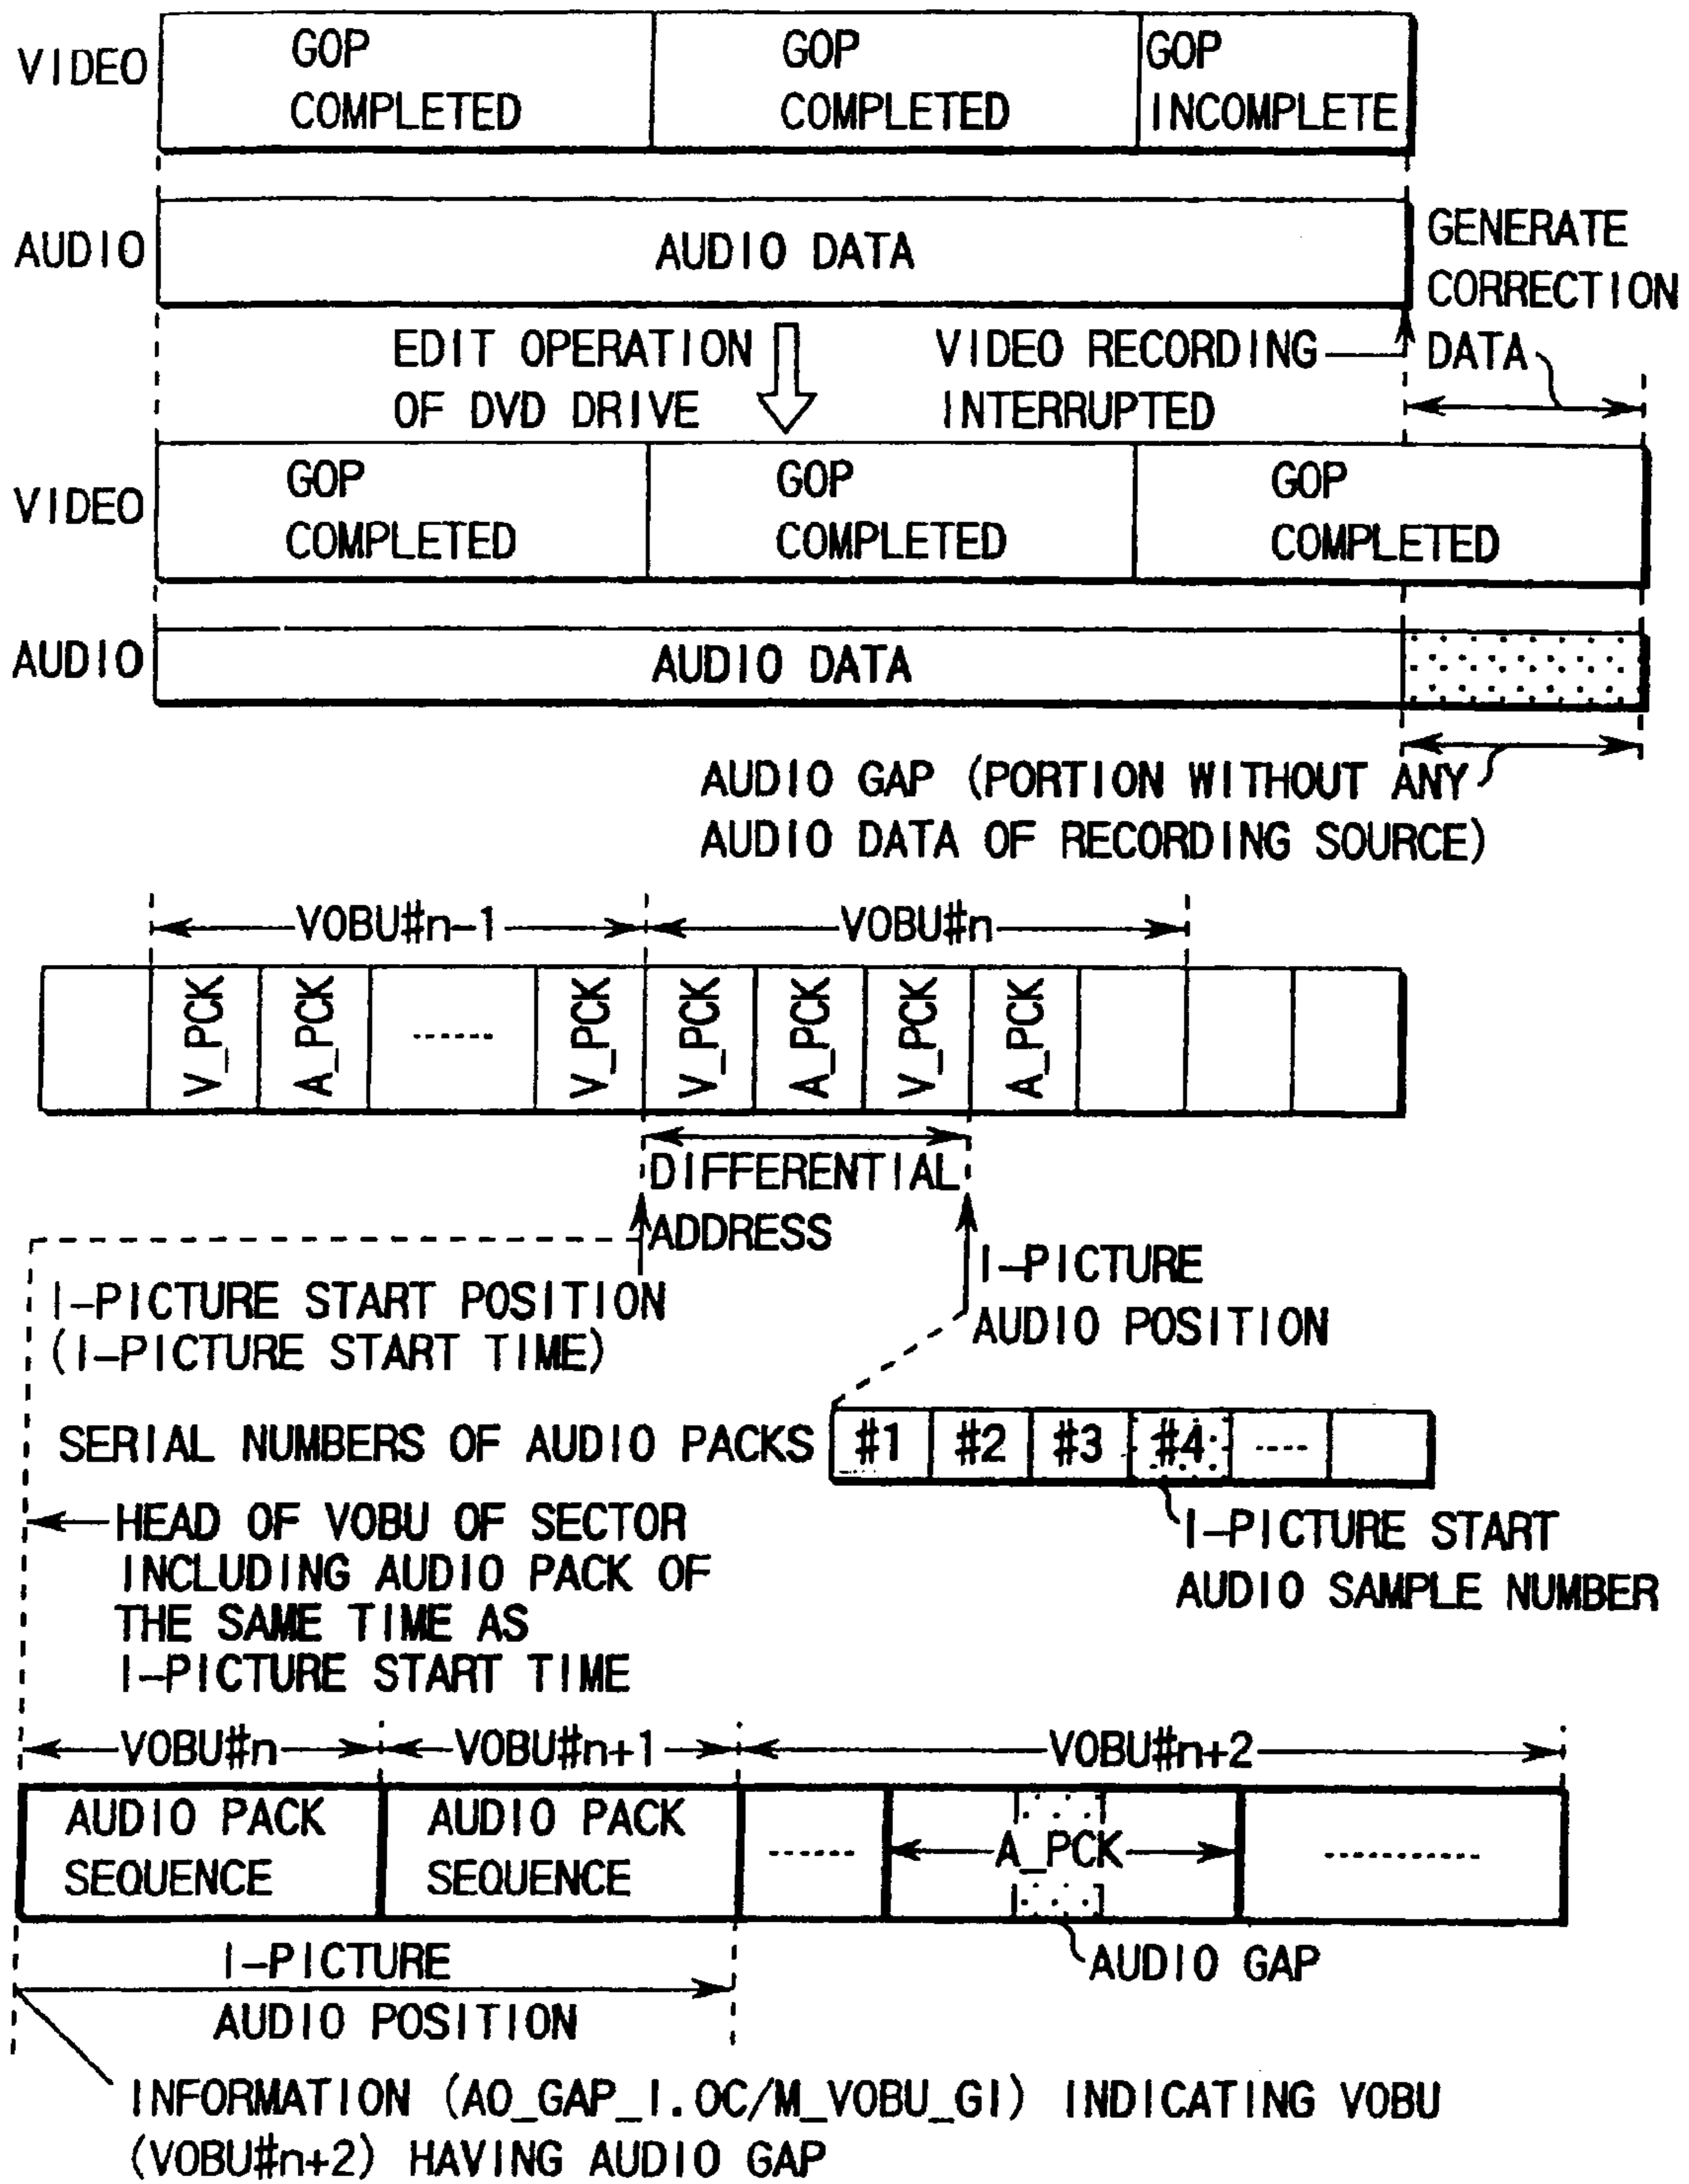 VIDEO
GOP
COMPLETED
GOP
COMPLETED
GOP
INCOMPLETE
AUDIO
AUDIO DATA
GENERATE
CORRECTION
DATA
EDIT OPERATION
OF DVD DRIVE
VIDEO RECORDING
INTERRUPTED
VIDEO
GOP
COMPLETED
GOP
COMPLETED
GOP
COMPLETED
AUDIO
AUDIO DATA
AUDIO GAP (PORTION WITHOUT ANY
AUDIO DATA OF RECORDING SOURCE)
VOBU#n-1
VOBU#n
V_PCK
A_PCK
------
V_PCK
V_PCK
A_PCK
V_PCK
A_PCK
DIFFERENTIAL
ADDRESS
I-PICTURE START POSITION
(I-PICTURE START TIME)
I-PICTURE
AUDIO POSITION
SERIAL NUMBERS OF AUDIO PACKS
#1 #2 #3 #4 ----
I-PICTURE START
AUDIO SAMPLE NUMBER
HEAD OF VOBU OF SECTOR
INCLUDING AUDIO PACK OF
THE SAME TIME AS
I-PICTURE START TIME
VOBU#n
VOBU#n+1
VOBU#n+2
AUDIO PACK
SEQUENCE
AUDIO PACK
SEQUENCE
------
A_PCK
-----------
AUDIO GAP
I-PICTURE
AUDIO POSITION
INFORMATION (A0_GAP_I.OC/M_VOBU_GI) INDICATING VOBU
(VOBU#n+2) HAVING AUDIO GAP